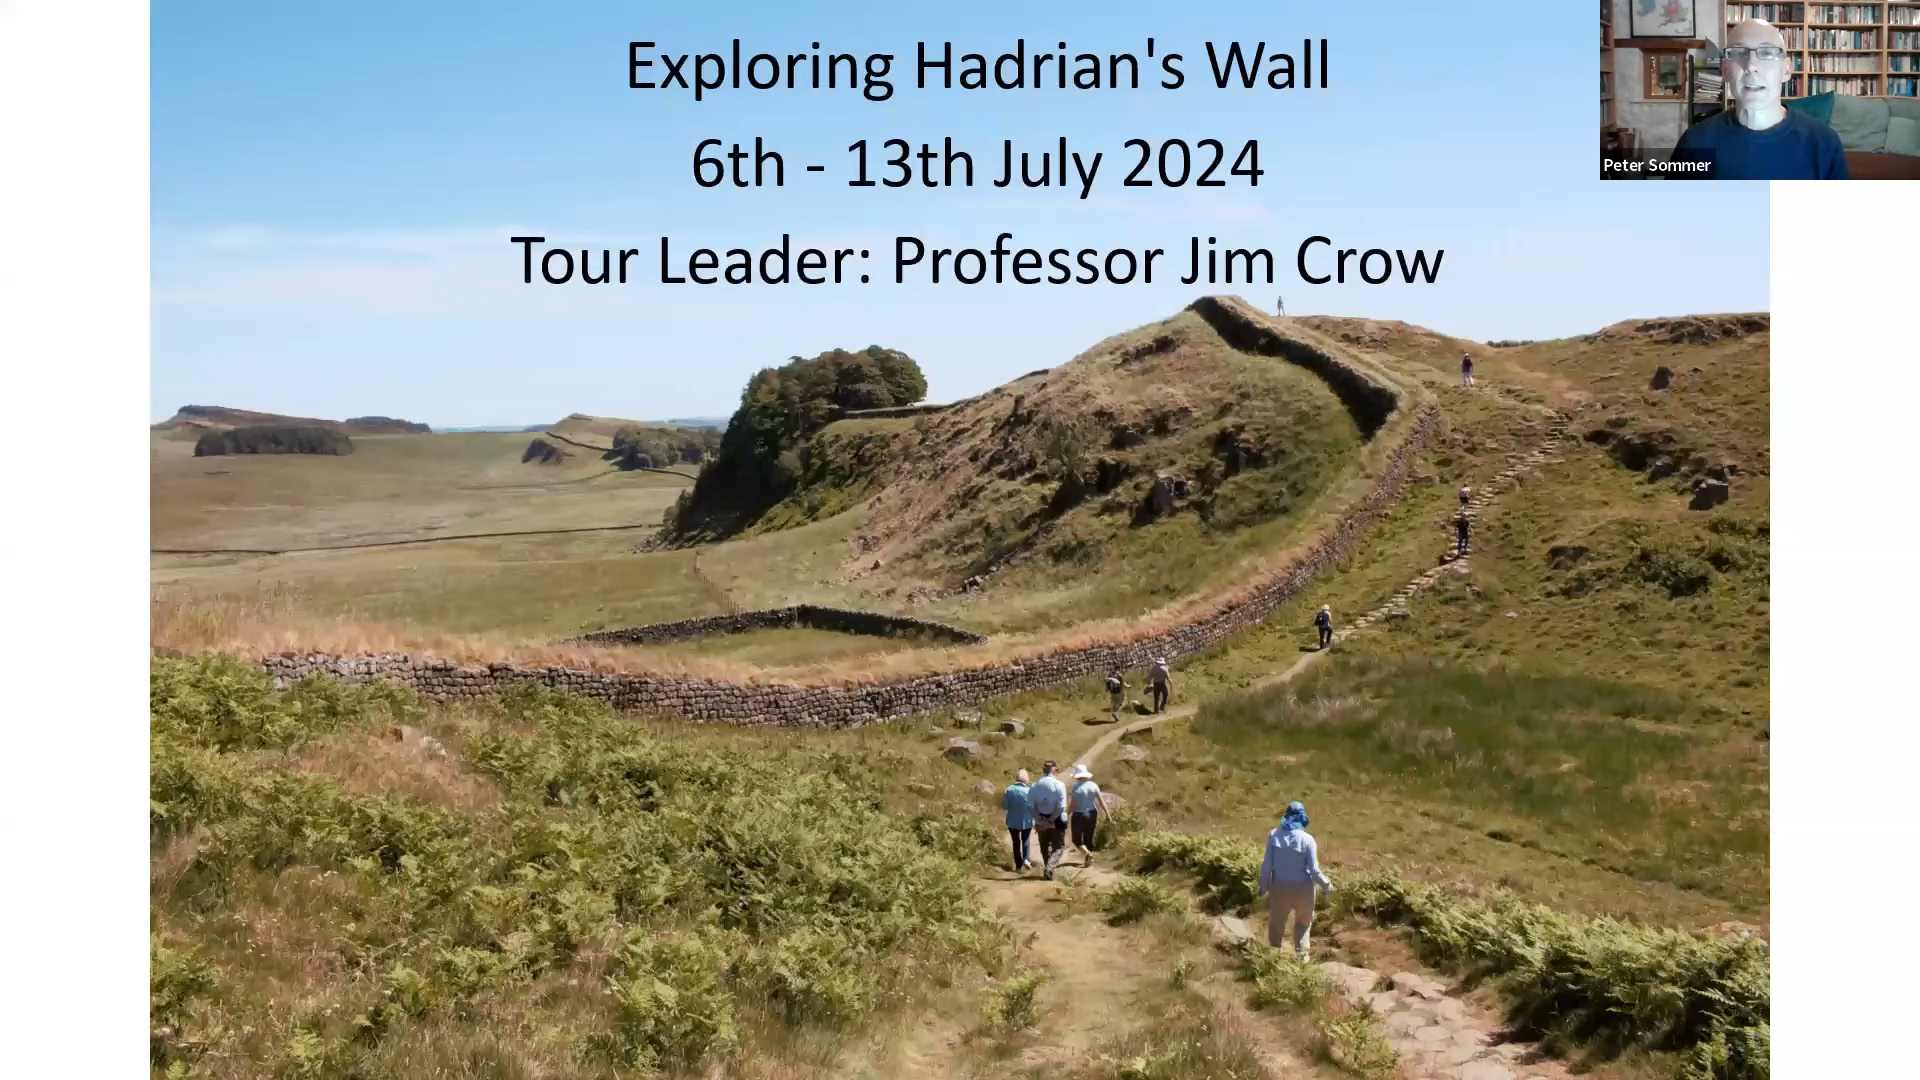 Exploring Hadrian's Wall
6th - 13th July 2024
Tour Leader: Professor Jim Crow
Peter Sommer